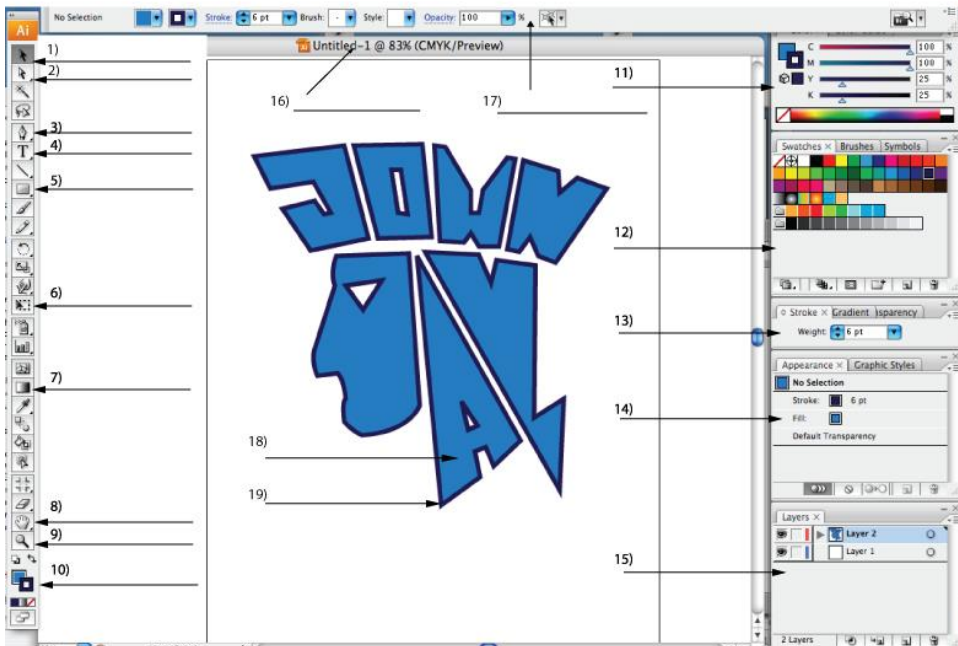 No Selection Stroke: 6 pt Brush: Style: Opacity: 100 %
Ai
Untitled-1 @ 83% (CMYK/Preview)
1)
2)
3)
4)
T
5)
6)
7)
8)
9)
10)
16)
17)
18)
19)
11)
12)
13)
14)
15)
C 100 %
M 100 %
Y 25 %
K 25 %
Swatches × Brushes Symbols
Stroke × Gradient
Weight: 6 pt
Appearance × Graphic Styles
No Selection
Stroke: 6 pt
Fill:
Default Transparency
Layers ×
Layer 2
Layer 1
2 Layers